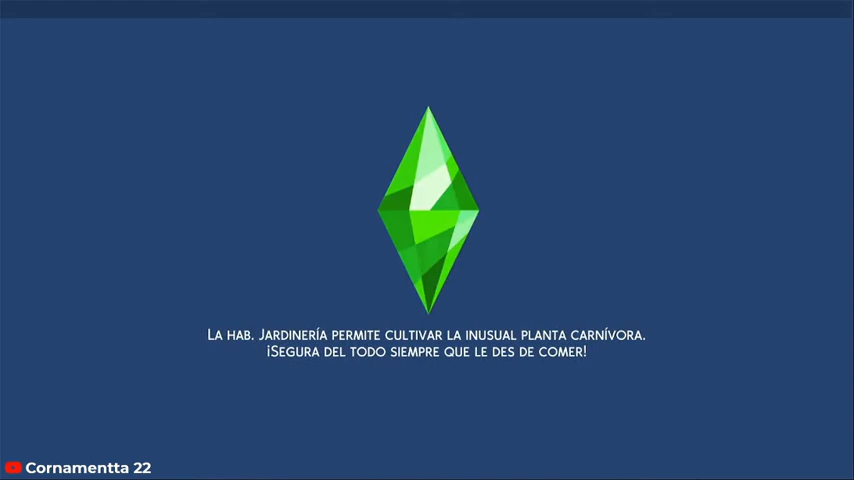 La hab. Jardinería permite cultivar la inusual planta carnívora.
¡Segura del todo siempre que le des de comer!
Cornamentta 22